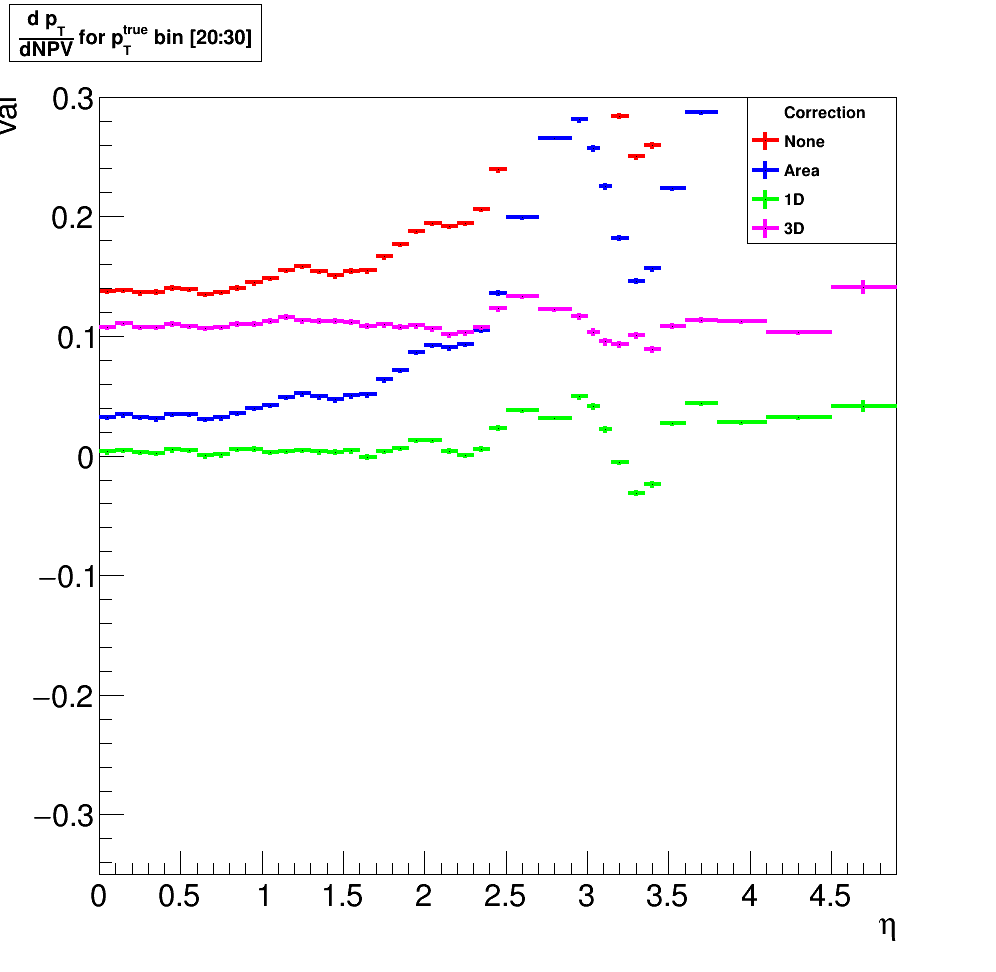 d p_T^true
dNPV for p_T^true bin [20:30]
val
0.3
0.2
0.1
0
−0.1
−0.2
−0.3
Correction
None
Area
1D
3D
0 0.5 1 1.5 2 2.5 3 3.5 4 4.5
η